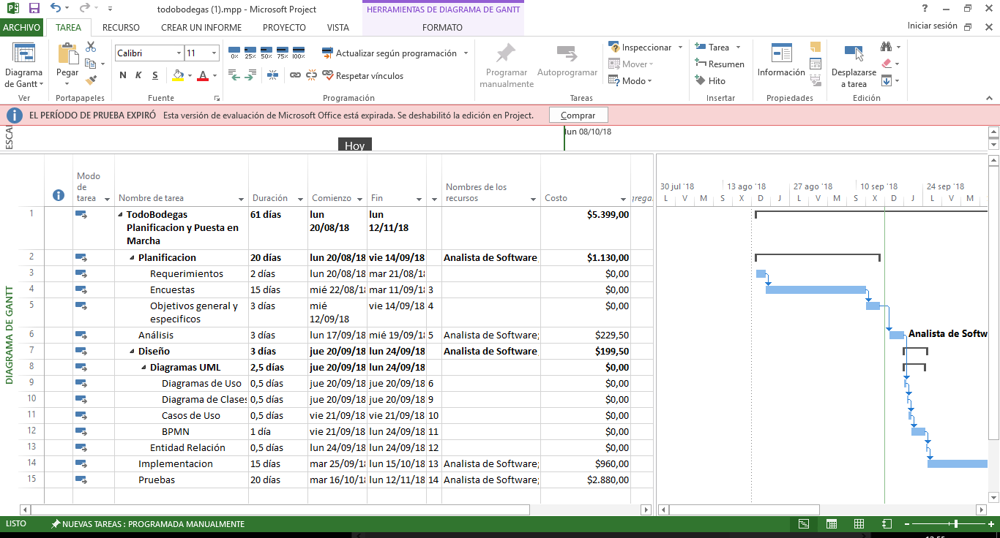 todobodegas (1).mpp - Microsoft Project
HERRAMIENTAS DE DIAGRAMA DE GANTT
ARCHIVO TAREA RECURSO CREAR UN INFORME PROYECTO VISTA FORMATO Iniciar sesión
Diagrama de Gantt
Ver
Pegar
Portapapeles
Calibri 11
N K S
Fuente
0% 25% 50% 75% 100%
Actualizar según programación
Respetar vínculos
Programación
Programar manualmente
Autoprogramar
Inspeccionar
Mover
Modo
Tareas
Tarea
Resumen
Hito
Insertar
Información
Propiedades
Desplazarse a tarea
Edición
EL PERÍODO DE PRUEBA EXPIRÓ Esta versión de evaluación de Microsoft Office está expirada. Se deshabilitó la edición en Project. Comprar
ESCAL
Hoy
lun 08/10/18
Modo de tarea Nombre de tarea Duración Comienzo Fin Nombres de los recursos Costo
30 jul '18 13 ago '18 27 ago '18 10 sep '18 24 sep '18
L V M S X D J L V M S X D J L V M
DIAGRAMA DE GANTT
1 TodoBodegas Planificacion y Puesta en Marcha 61 días lun 20/08/18 lun 12/11/18 $5.399,00
2 Planificacion 20 días lun 20/08/18 vie 14/09/18 Analista de Software $1.130,00
3 Requerimientos 2 días lun 20/08/18 mar 21/08/18 $0,00
4 Encuestas 15 días mié 22/08/18 mar 11/09/18 3 $0,00
5 Objetivos general y especificos 3 días mié 12/09/18 vie 14/09/18 4 $0,00
6 Análisis 3 días lun 17/09/18 mié 19/09/18 5 Analista de Software; $229,50
Analista de Softw
7 Diseño 3 días jue 20/09/18 lun 24/09/18 Analista de Software $199,50
8 Diagramas UML 2,5 días jue 20/09/18 lun 24/09/18 $0,00
9 Diagramas de Uso 0,5 días jue 20/09/18 jue 20/09/18 6 $0,00
10 Diagrama de Clases 0,5 días jue 20/09/18 jue 20/09/18 9 $0,00
11 Casos de Uso 0,5 días vie 21/09/18 vie 21/09/18 10 $0,00
12 BPMN 1 día vie 21/09/18 lun 24/09/18 11 $0,00
13 Entidad Relación 0,5 días lun 24/09/18 lun 24/09/18 12 $0,00
14 Implementacion 15 días mar 25/09/18 lun 15/10/18 13 Analista de Software; $960,00
15 Pruebas 20 días mar 16/10/18 lun 12/11/18 14 Analista de Software; $2.880,00
LISTO NUEVAS TAREAS : PROGRAMADA MANUALMENTE